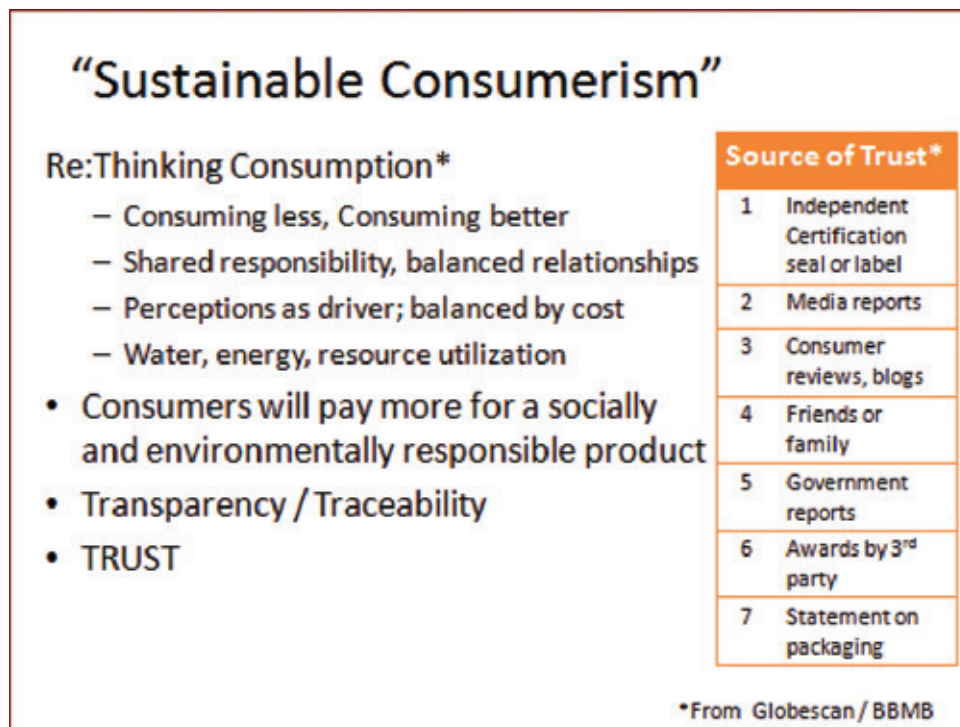 “Sustainable Consumerism”
Re:Thinking Consumption*
– Consuming less, Consuming better
– Shared responsibility, balanced relationships
– Perceptions as driver; balanced by cost
– Water, energy, resource utilization
• Consumers will pay more for a socially
and environmentally responsible product
• Transparency / Traceability
• TRUST
Source of Trust*
1 Independent
Certification
seal or label
2 Media reports
3 Consumer
reviews, blogs
4 Friends or
family
5 Government
reports
6 Awards by 3rd
party
7 Statement on
packaging
*From Globescan / BBMB